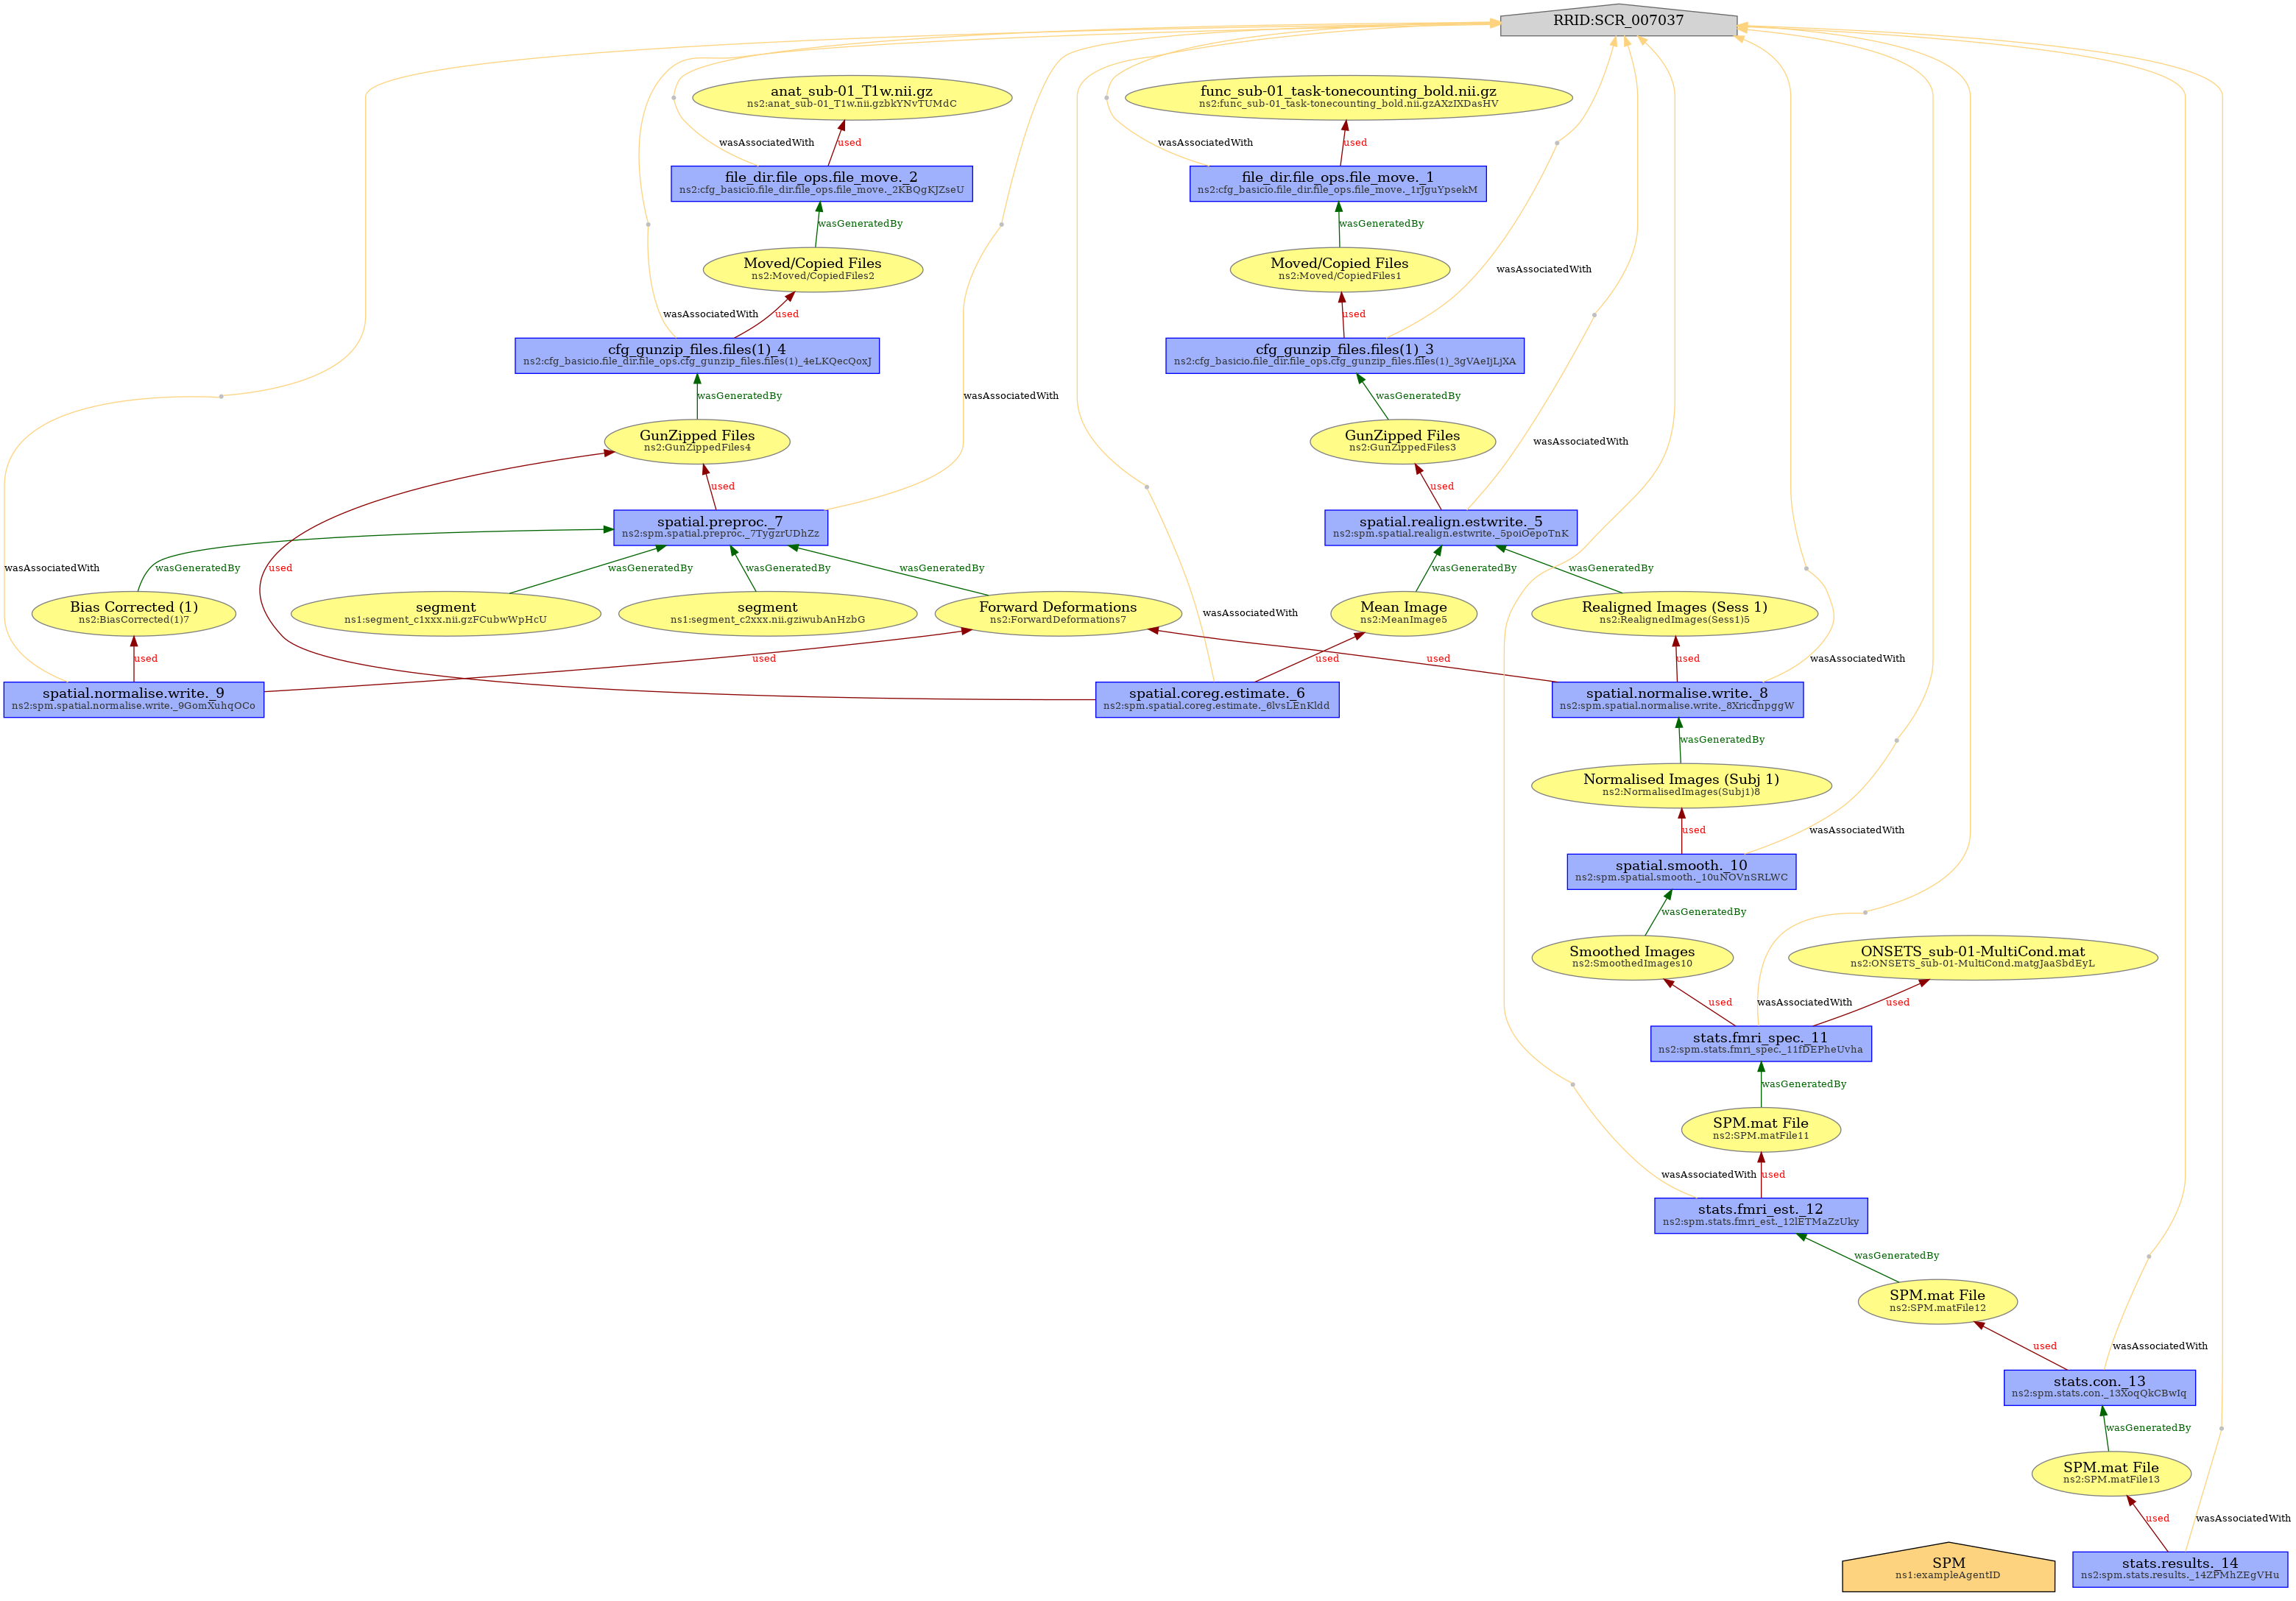 RRID:SCR_007037
anat_sub-01_T1w.nii.gz
ns2:anat_sub-01_T1w.nii.gzbkYNvTUMdC
func_sub-01_task-tonecounting_bold.nii.gz
ns2:func_sub-01_task-tonecounting_bold.nii.gzAXzIXDasHV
wasAssociatedWith
used
wasAssociatedWith
used
file_dir.file_ops.file_move._2
ns2:cfg_basicio.file_dir.file_ops.file_move._2KBQgKJZseU
file_dir.file_ops.file_move._1
ns2:cfg_basicio.file_dir.file_ops.file_move._1rJguYpsekM
wasGeneratedBy
wasGeneratedBy
Moved/Copied Files
ns2:Moved/CopiedFiles2
Moved/Copied Files
ns2:Moved/CopiedFiles1
wasAssociatedWith
wasAssociatedWith
used
used
cfg_gunzip_files.files(1)_4
ns2:cfg_basicio.file_dir.file_ops.cfg_gunzip_files.files(1)_4eLKQecQoxJ
cfg_gunzip_files.files(1)_3
ns2:cfg_basicio.file_dir.file_ops.cfg_gunzip_files.files(1)_3gVAeIjLjXA
wasGeneratedBy
wasAssociatedWith
wasGeneratedBy
GunZipped Files
ns2:GunZippedFiles4
GunZipped Files
ns2:GunZippedFiles3
wasAssociatedWith
used
used
spatial.preproc._7
ns2:spm.spatial.preproc._7TygzrUDhZz
spatial.realign.estwrite._5
ns2:spm.spatial.realign.estwrite._5poiOepoTnK
wasAssociatedWith
wasGeneratedBy
used
wasGeneratedBy
wasGeneratedBy
wasGeneratedBy
wasGeneratedBy
wasGeneratedBy
Bias Corrected (1)
ns2:BiasCorrected(1)7
segment
ns1:segment_c1xxx.nii.gzFCubwWpHcU
segment
ns1:segment_c2xxx.nii.gziwubAnHzbG
Forward Deformations
ns2:ForwardDeformations7
wasAssociatedWith
Mean Image
ns2:MeanImage5
Realigned Images (Sess 1)
ns2:RealignedImages(Sess1)5
used
used
used
used
used
wasAssociatedWith
spatial.normalise.write._9
ns2:spm.spatial.normalise.write._9GomXuhqOCo
spatial.coreg.estimate._6
ns2:spm.spatial.coreg.estimate._6lvsLEnKldd
spatial.normalise.write._8
ns2:spm.spatial.normalise.write._8XricdnpggW
wasGeneratedBy
Normalised Images (Subj 1)
ns2:NormalisedImages(Subj1)8
used
wasAssociatedWith
spatial.smooth._10
ns2:spm.spatial.smooth._10uNOVnSRLWC
wasGeneratedBy
Smoothed Images
ns2:SmoothedImages10
ONSETS_sub-01-MultiCond.mat
ns2:ONSETS_sub-01-MultiCond.matgJaaSbdEyL
used
wasAssociatedWith
used
stats.fmri_spec._11
ns2:spm.stats.fmri_spec._11fDEPheUvha
wasGeneratedBy
SPM.mat File
ns2:SPM.matFile11
wasAssociatedWith
used
stats.fmri_est._12
ns2:spm.stats.fmri_est._12lETMaZzUky
wasGeneratedBy
SPM.mat File
ns2:SPM.matFile12
used
wasAssociatedWith
stats.con._13
ns2:spm.stats.con._13XoqQkCBwIq
wasGeneratedBy
SPM.mat File
ns2:SPM.matFile13
used
wasAssociatedWith
SPM
ns1:exampleAgentID
stats.results._14
ns2:spm.stats.results._14ZPMhZEgVHu